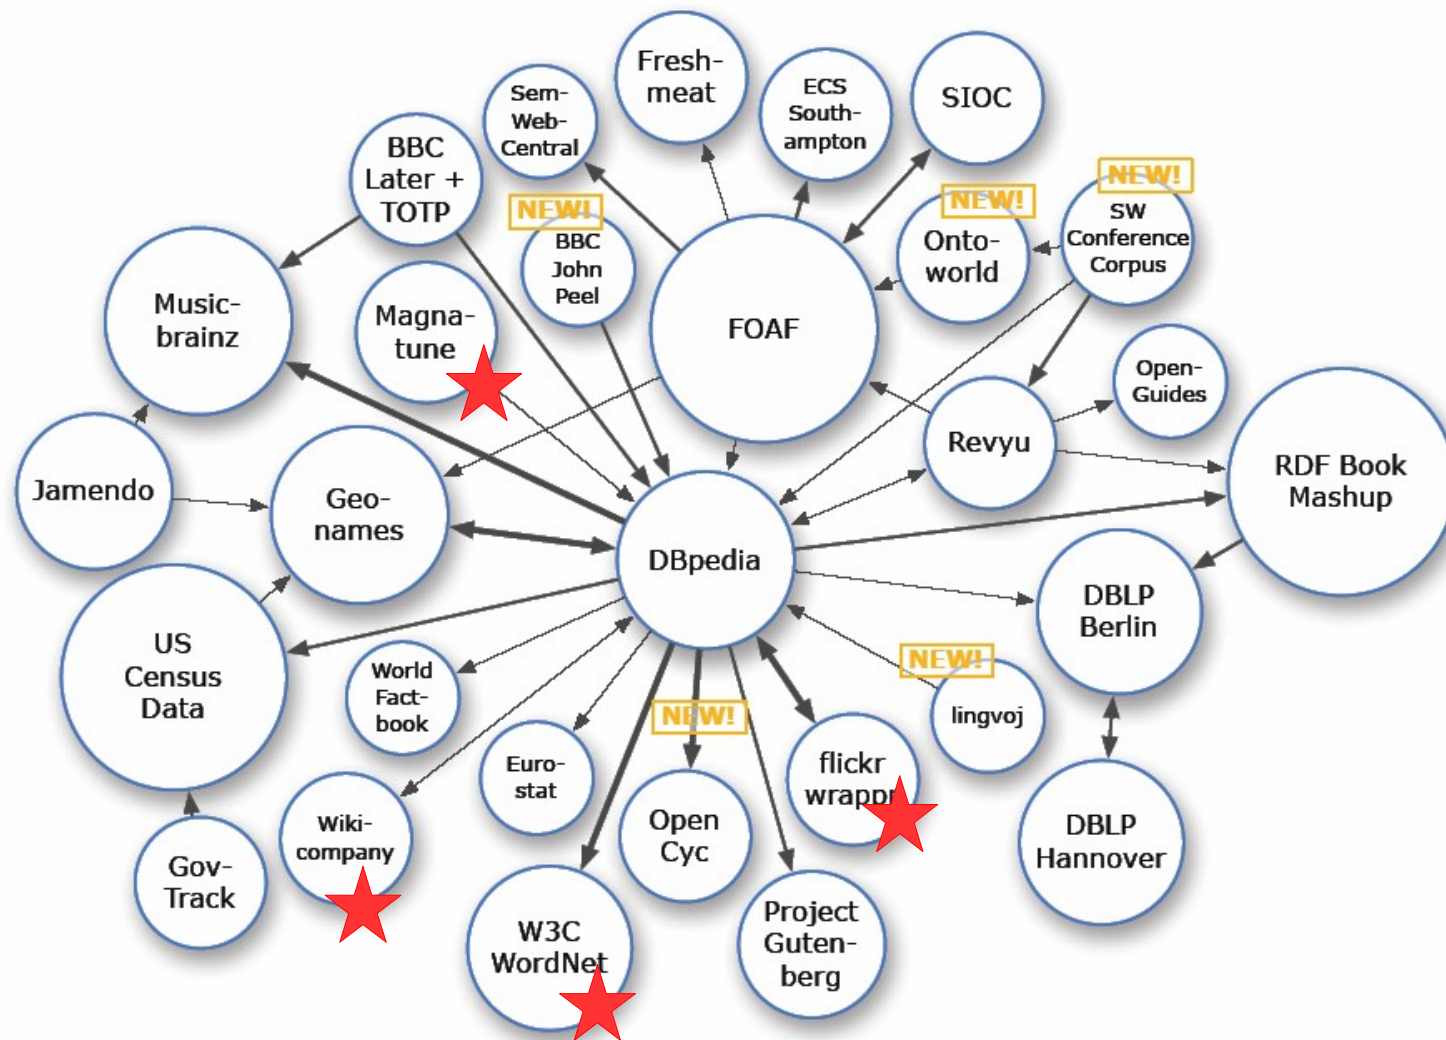 Fresh-
meat
ECS
South-
ampton
SIOC
Sem-
Web-
Central
BBC
Later +
TOTP
NEW!
BBC
John
Peel
NEW!
Onto-
world
NEW!
SW
Conference
Corpus
Music-
brainz
Magna-
tune
FOAF
Open-
Guides
Revyu
RDF Book
Mashup
Jamendo
Geo-
names
DBpedia
DBLP
Berlin
US
Census
Data
World
Fact-
book
NEW!
lingvoj
NEW!
Euro-
stat
Open
Cyc
flickr
wrappr
Wiki-
company
Gov-
Track
DBLP
Hannover
W3C
WordNet
Project
Guten-
berg